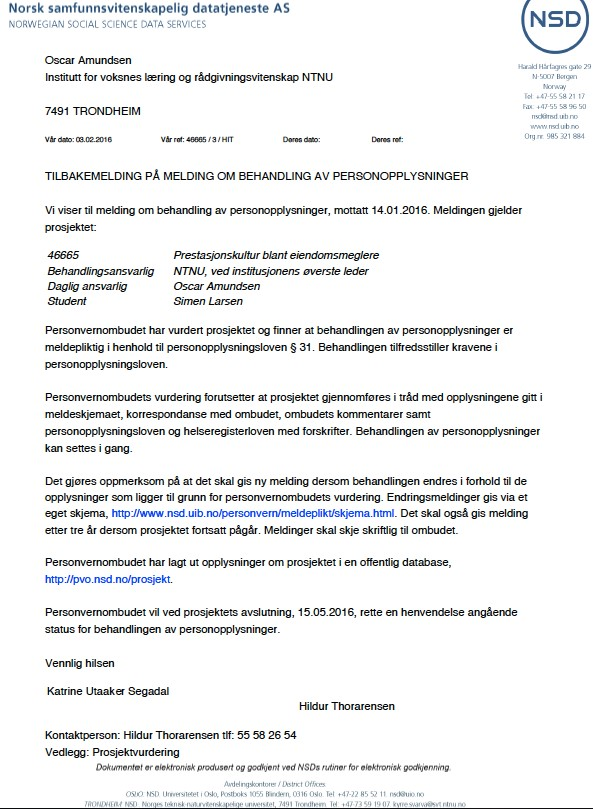 Norsk samfunnsvitenskapelig datatjeneste AS
NORWEGIAN SOCIAL SCIENCE DATA SERVICES
NSD
Harald Hårfagres gate 29
N-5007 Bergen
Norway
Tel: +47-55 58 21 17
Fax: +47-55 58 96 50
nsd@nsd.uib.no
www.nsd.uib.no
Org.nr. 985 321 884
Oscar Amundsen
Institutt for voksnes læring og rådgivningsvitenskap NTNU
7491 TRONDHEIM
Vår dato: 03.02.2016 Vår ref: 46665 / 3 / HIT Deres dato: Deres ref:
TILBAKEMELDING PÅ MELDING OM BEHANDLING AV PERSONOPPLYSNINGER
Vi viser til melding om behandling av personopplysninger, mottatt 14.01.2016. Meldingen gjelder
prosjektet:
46665 Prestasjonskultur blant eiendomsmeglere
Behandlingsansvarlig NTNU, ved institusjonens øverste leder
Daglig ansvarlig Oscar Amundsen
Student Simen Larsen
Personvernombudet har vurdert prosjektet og finner at behandlingen av personopplysninger er
meldepliktig i henhold til personopplysningsloven § 31. Behandlingen tilfredsstiller kravene i
personopplysningsloven.
Personvernombudets vurdering forutsetter at prosjektet gjennomføres i tråd med opplysningene gitt i
meldeskjemaet, korrespondanse med ombudet, ombudets kommentarer samt
personopplysningsloven og helseregisterloven med forskrifter. Behandlingen av personopplysninger
kan settes i gang.
Det gjøres oppmerksom på at det skal gis ny melding dersom behandlingen endres i forhold til de
opplysninger som ligger til grunn for personvernombudets vurdering. Endringsmeldinger gis via et
eget skjema, http://www.nsd.uib.no/personvern/meldeplikt/skjema.html. Det skal også gis melding
etter tre år dersom prosjektet fortsatt pågår. Meldinger skal skje skriftlig til ombudet.
Personvernombudet har lagt ut opplysninger om prosjektet i en offentlig database,
http://pvo.nsd.no/prosjekt.
Personvernombudet vil ved prosjektets avslutning, 15.05.2016, rette en henvendelse angående
status for behandlingen av personopplysninger.
Vennlig hilsen
Katrine Utaaker Segadal
Hildur Thorarensen
Kontaktperson: Hildur Thorarensen tlf: 55 58 26 54
Vedlegg: Prosjektvurdering
Dokumentet er elektronisk produsert og godkjent ved NSDs rutiner for elektronisk godkjenning.
Avdelingskontorer / District Offices
OSLO: NSD. Universitetet i Oslo, Postboks 1055 Blindern, 0316 Oslo. Tel: +47-22 85 52 11. nsd@uio.no
TRONDHEIM: NSD. Norges teknisk-naturvitenskapelige universitet, 7491 Trondheim. Tel: +47-73 59 19 07. kyrre.svarva@svt.ntnu.no